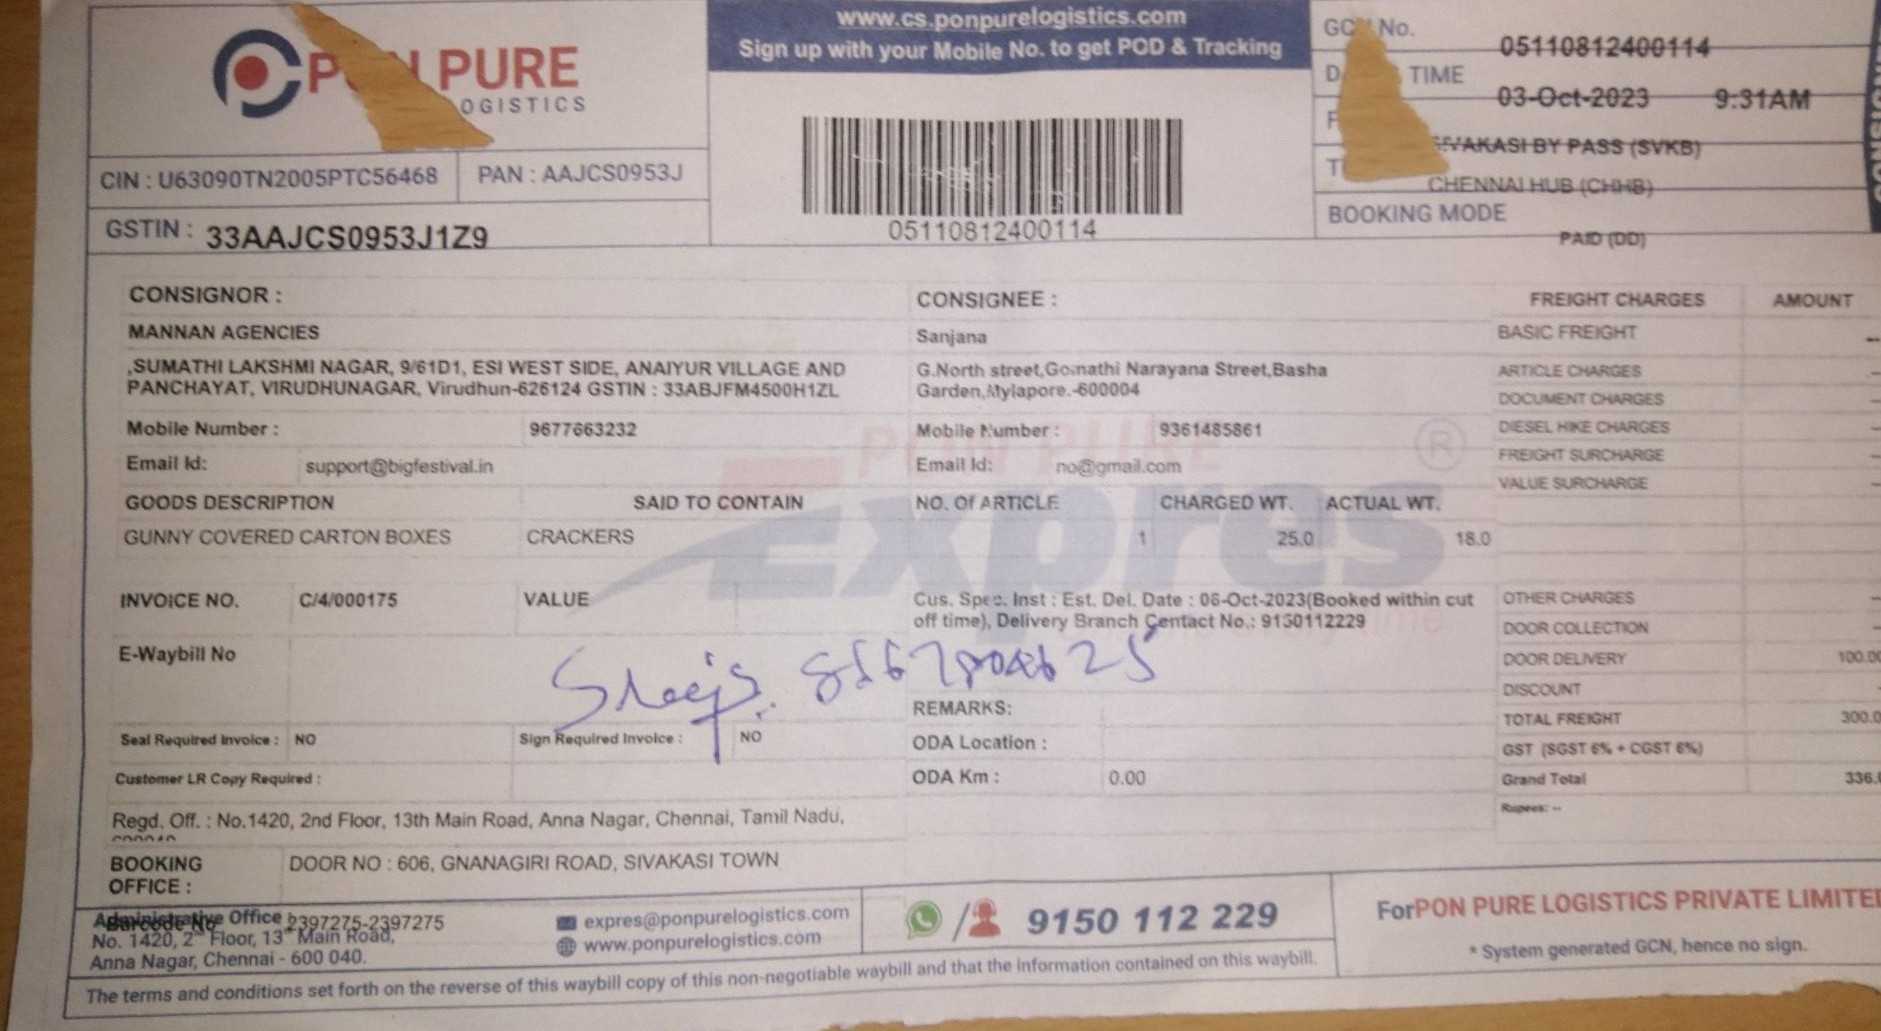 PURE
OGISTICS
www.cs.ponpurelogistics.com
Sign up with your Mobile No. to get POD & Tracking
No. 05110812400114
TIME 03-Oct-2023 9:31AM
BY PASS (SVKB)
CHENNAI HUB (CHHB)
BOOKING MODE
PAID (DD)
CIN : U63090TN2005PTC56468 PAN : AAJCS0953J
GSTIN : 33AAJCS0953J1Z9
05110812400114
CONSIGNOR :
MANNAN AGENCIES
,SUMATHI LAKSHMI NAGAR, 9/61D1, ESI WEST SIDE, ANAIYUR VILLAGE AND
PANCHAYAT, VIRUDHUNAGAR, Virudhun-626124 GSTIN : 33ABJFM4500H1ZL
Mobile Number : 9677663232
Email Id: support@bigfestival.in
CONSIGNEE :
Sanjana
G.North street,Gomathi Narayana Street,Basha
Garden,Mylapore.-600004
Mobile Number : 9361485861
Email Id: no@gmail.com
GOODS DESCRIPTION SAID TO CONTAIN NO. Of ARTICLE CHARGED WT. ACTUAL WT.
GUNNY COVERED CARTON BOXES CRACKERS 1 25.0 18.0
INVOICE NO. C/4/000175 VALUE
E-Waybill No
Cus. Spec. Inst : Est. Del. Date : 06-Oct-2023(Booked within cut
off time), Delivery Branch Contact No.: 9150112229
REMARKS:
Seal Required Invoice : NO Sign Required Invoice : NO
ODA Location :
Customer LR Copy Required :
ODA Km : 0.00
FREIGHT CHARGES AMOUNT
BASIC FREIGHT --
ARTICLE CHARGES
DOCUMENT CHARGES
DIESEL HIKE CHARGES
FREIGHT SURCHARGE
VALUE SURCHARGE
OTHER CHARGES
DOOR COLLECTION
DOOR DELIVERY 100.00
DISCOUNT
TOTAL FREIGHT 300.0
GST (SGST 6% + CGST 6%)
Grand Total 336.
Rupees: --
PON PURE
Expres
®
Regd. Off. : No.1420, 2nd Floor, 13th Main Road, Anna Nagar, Chennai, Tamil Nadu,
BOOKING OFFICE : DOOR NO : 606, GNANAGIRI ROAD, SIVAKASI TOWN
Administrative Office
Barcode No 2397275-2397275
No. 1420, 2nd Floor, 13th Main Road,
Anna Nagar, Chennai - 600 040.
expres@ponpurelogistics.com
www.ponpurelogistics.com
9150 112 229
ForPON PURE LOGISTICS PRIVATE LIMITE
* System generated GCN, hence no sign.
The terms and conditions set forth on the reverse of this waybill copy of this non-negotiable waybill and that the information contained on this waybill.